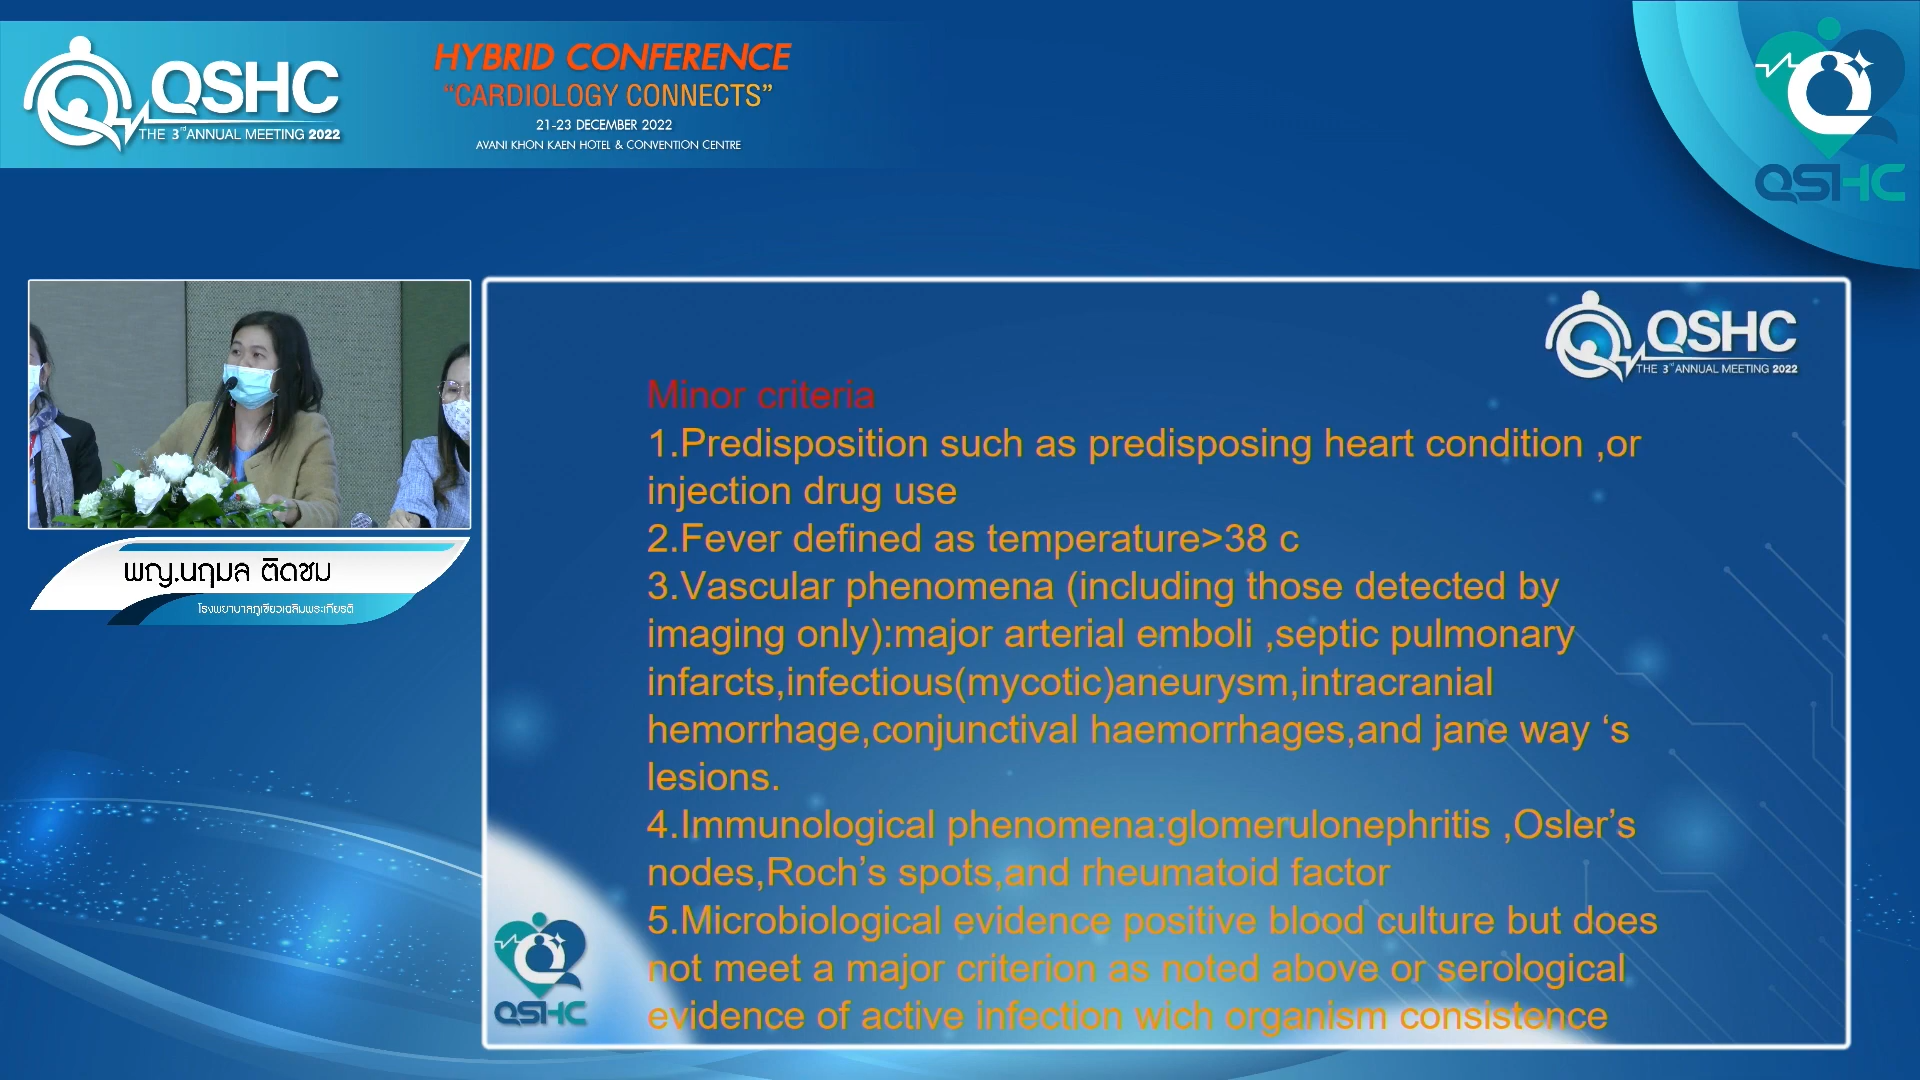 QSHC
THE 3rd ANNUAL MEETING 2022
HYBRID CONFERENCE
“CARDIOLOGY CONNECTS”
21-23 DECEMBER 2022
AVANI KHON KAEN HOTEL & CONVENTION CENTRE
QSHC
QSHC
THE 3rd ANNUAL MEETING 2022
Minor criteria
1.Predisposition such as predisposing heart condition ,or
injection drug use
2.Fever defined as temperature>38 c
3.Vascular phenomena (including those detected by
imaging only):major arterial emboli ,septic pulmonary
infarcts,infectious(mycotic)aneurysm,intracranial
hemorrhage,conjunctival haemorrhages,and jane way ‘s
lesions.
4.Immunological phenomena:glomerulonephritis ,Osler’s
nodes,Roch’s spots,and rheumatoid factor
5.Microbiological evidence positive blood culture but does
not meet a major criterion as noted above or serological
evidence of active infection wich organism consistence
QSHC
พญ.นฤมล ติดชม
โรงพยาบาลภูเขียวเฉลิมพระเกียรติ